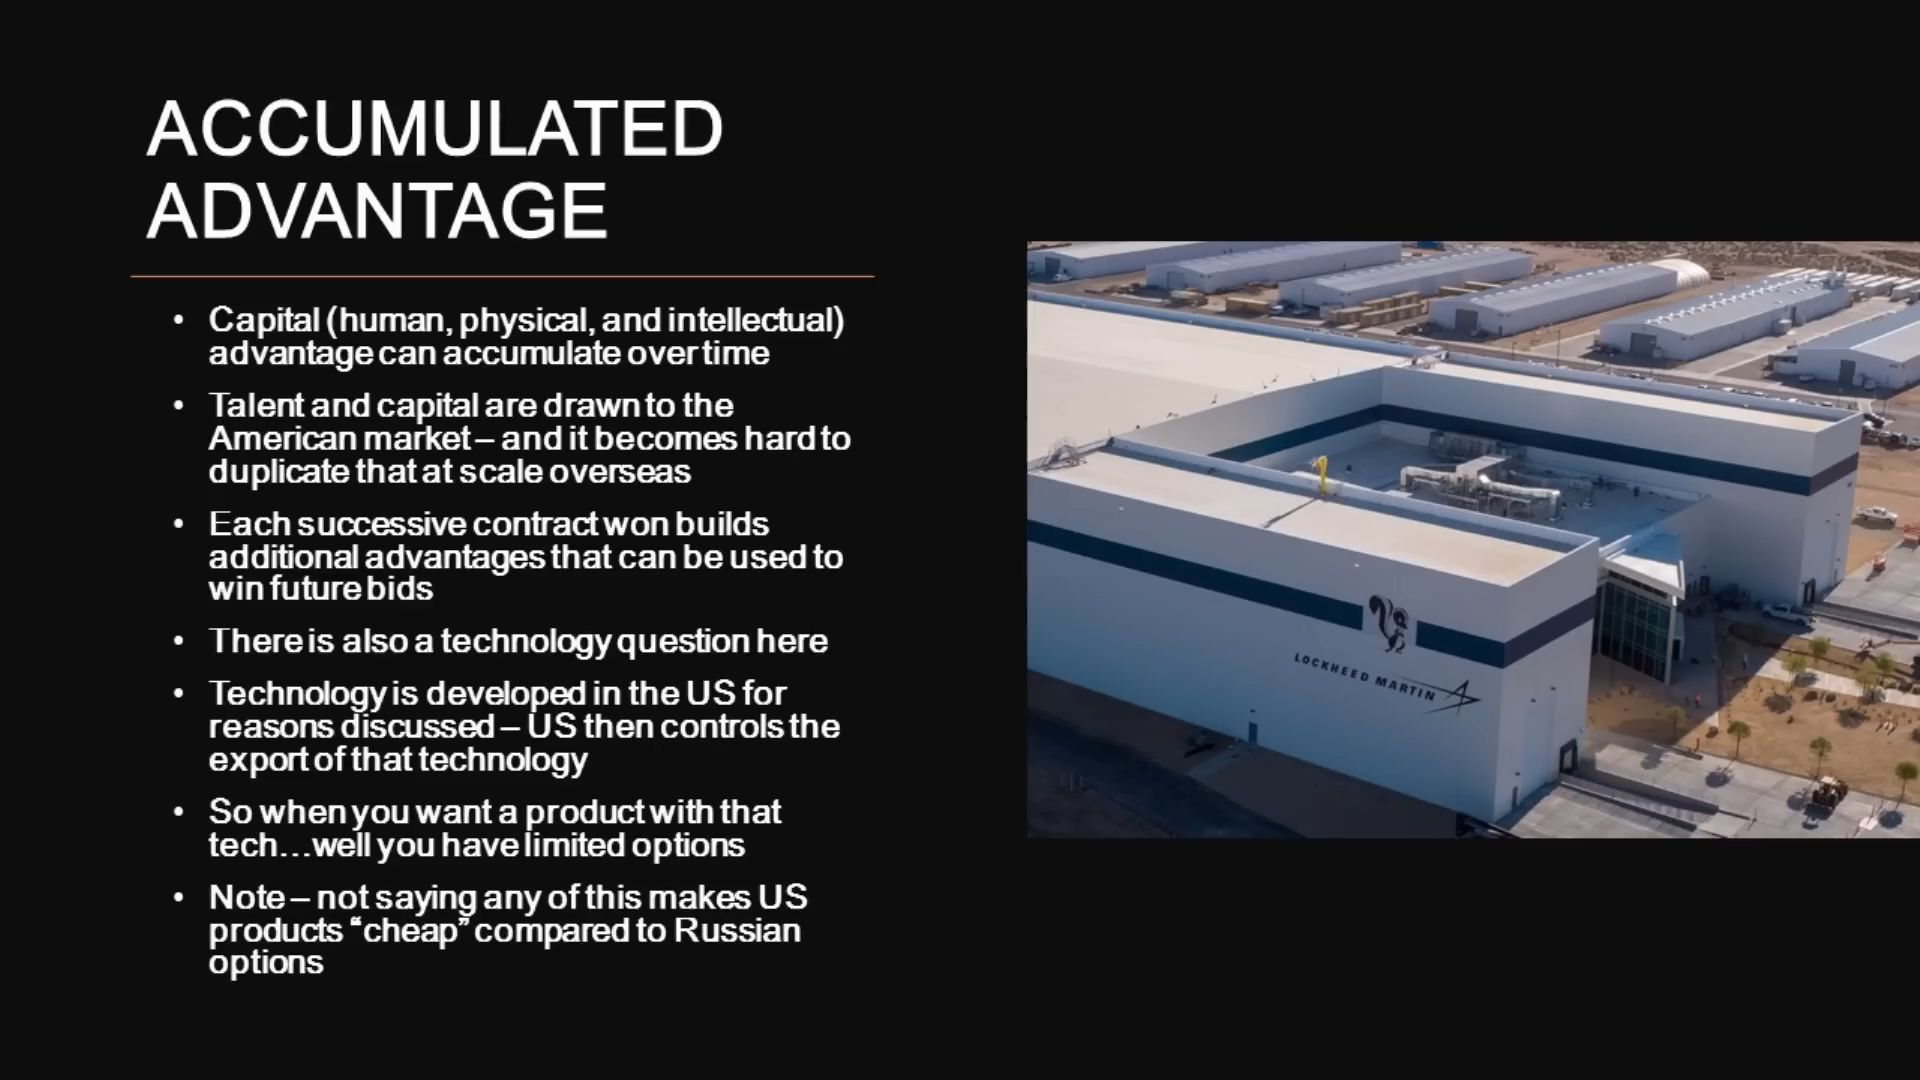 ACCUMULATED
ADVANTAGE
• Capital (human, physical, and intellectual)
advantage can accumulate over time
• Talent and capital are drawn to the
American market – and it becomes hard to
duplicate that at scale overseas
• Each successive contract won builds
additional advantages that can be used to
win future bids
• There is also a technology question here
• Technology is developed in the US for
reasons discussed – US then controls the
export of that technology
• So when you want a product with that
tech…well you have limited options
• Note – not saying any of this makes US
products “cheap” compared to Russian
options
LOCKHEED MARTIN